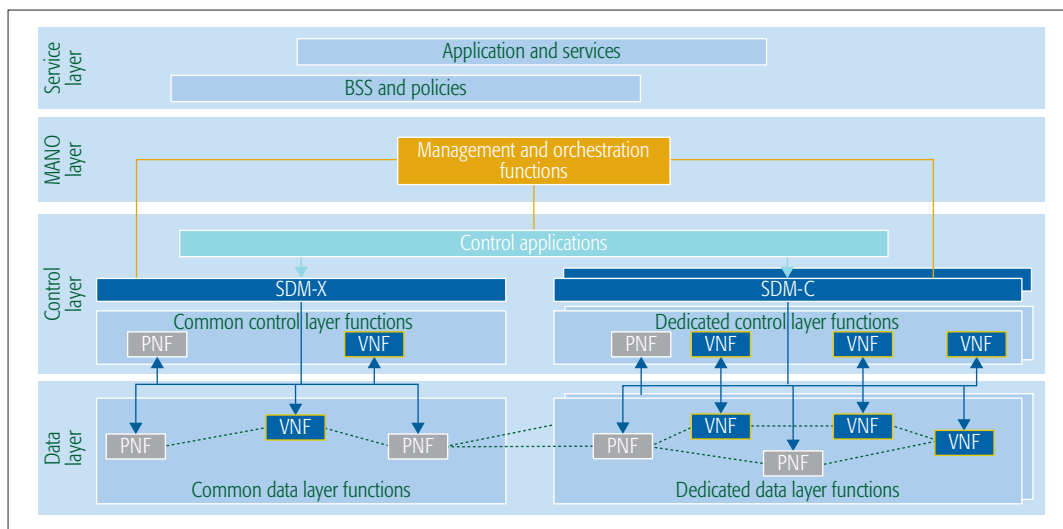 Service
layer
Application and services
BSS and policies
MANO
layer
Management and orchestration
functions
Control
layer
Control applications
SDM-X
SDM-C
Common control layer functions
Dedicated control layer functions
PNF
VNF
PNF
VNF
VNF
VNF
Data
layer
PNF
VNF
PNF
PNF
VNF
PNF
VNF
VNF
Common data layer functions
Dedicated data layer functions